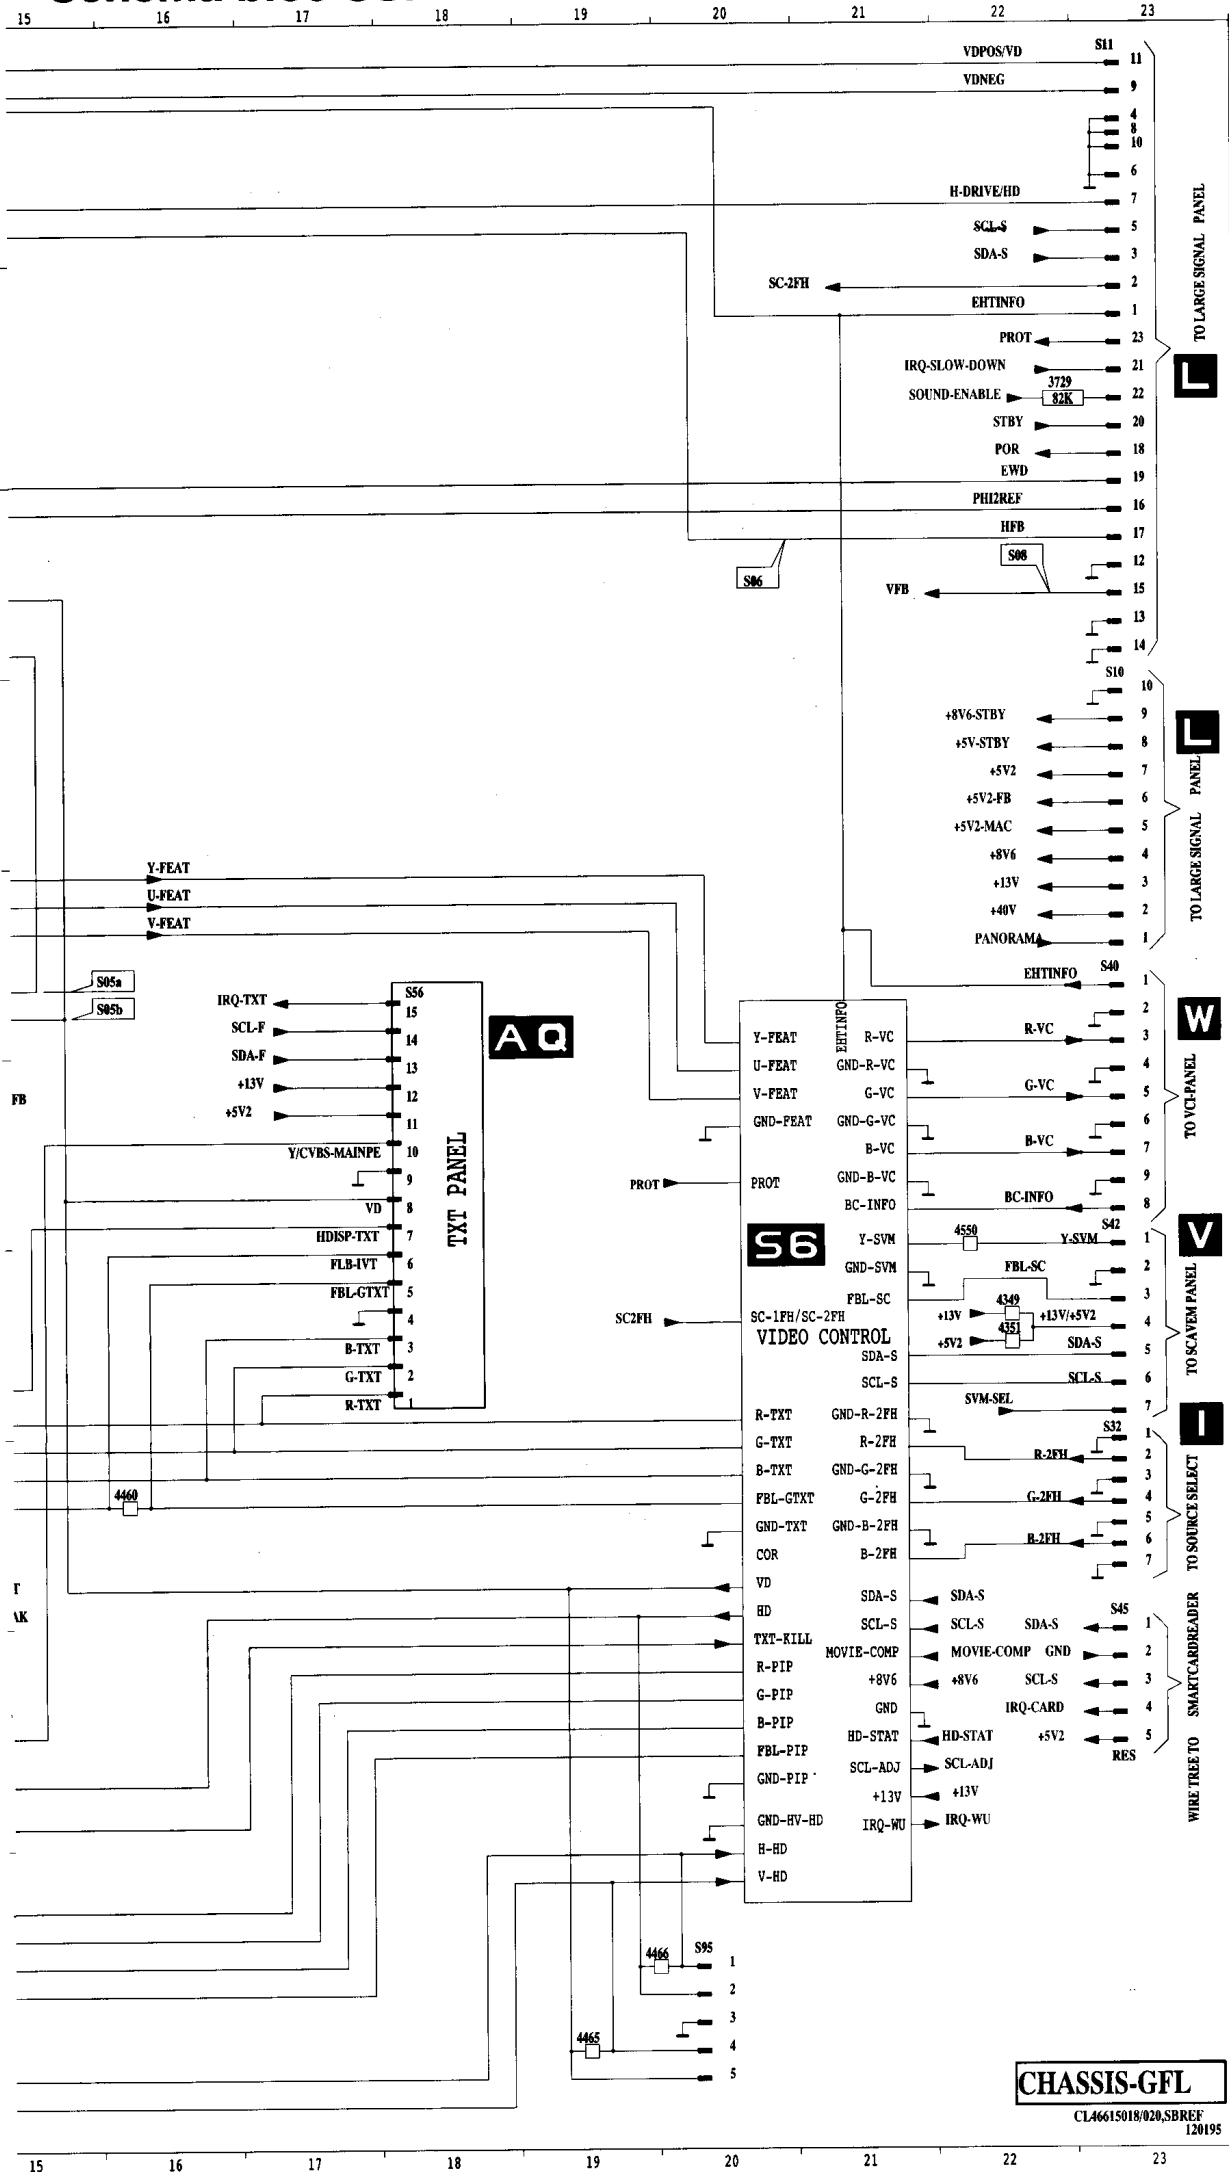 15 16 17 18 19 20 21 22 23
S11
VDPOS/VD 11
VDNEG 9
4
8
10
6
H-DRIVE/HD 7
SCL-S 5
SDA-S 3
SC-2FH 2
EHTINFO 1
PROT 23
IRQ-SLOW-DOWN 21
3729
SOUND-ENABLE 82K 22
STBY 20
POR 18
EWD 19
PHI2REF 16
HFB 17
S06
S08
12
VFB 15
13
14
TO LARGE SIGNAL PANEL
L
S10
10
+8V6-STBY 9
+5V-STBY 8
+5V2 7
+5V2-FB 6
+5V2-MAC 5
+8V6 4
+13V 3
+40V 2
PANORAMA 1
L
TO LARGE SIGNAL PANEL
Y-FEAT
U-FEAT
V-FEAT
S05a
S05b
FB
S56
IRQ-TXT 15
SCL-F 14
SDA-F 13
+13V 12
+5V2 11
Y/CVBS-MAINPE 10
9
VD 8
HDISP-TXT 7
FLB-IVT 6
FBL-GTXT 5
4
B-TXT 3
G-TXT 2
R-TXT 1
TXT PANEL
AQ
4460
EHTINFO
Y-FEAT R-VC
U-FEAT GND-R-VC
V-FEAT G-VC
GND-FEAT GND-G-VC
B-VC
PROT PROT GND-B-VC
BC-INFO
S6
Y-SVM
GND-SVM
FBL-SC
SC2FH SC-1FH/SC-2FH
VIDEO CONTROL
SDA-S
SCL-S
R-TXT GND-R-2FH
G-TXT R-2FH
B-TXT GND-G-2FH
FBL-GTXT G-2FH
GND-TXT GND-B-2FH
COR B-2FH
VD
SDA-S SDA-S
HD
SCL-S SCL-S
TXT-KILL
MOVIE-COMP MOVIE-COMP
R-PIP
+8V6 +8V6
G-PIP
GND
B-PIP
HD-STAT HD-STAT
FBL-PIP
SCL-ADJ SCL-ADJ
GND-PIP
+13V +13V
GND-HV-HD
IRQ-WU IRQ-WU
H-HD
V-HD
S40
EHTINFO 1
2
R-VC 3
4
G-VC 5
6
B-VC 7
9
BC-INFO 8
W
TO VCI-PANEL
S42
4550
Y-SVM 1
2
FBL-SC 3
+13V 4349 +13V/+5V2 4
+5V2 4351
SDA-S 5
SCL-S 6
SVM-SEL 7
V
TO SCAVEM PANEL
S32
1
R-2FH 2
3
G-2FH 4
5
B-2FH 6
7
I
TO SOURCE SELECT
S45
SDA-S 1
GND 2
SCL-S 3
IRQ-CARD 4
+5V2 5
RES
WIRE TREE TO SMARTCARDREADER
T
AK
4466
S95
1
2
3
4465
4
5
CHASSIS-GFL
CL46615018/020,SBREF
120195
15 16 17 18 19 20 21 22 23